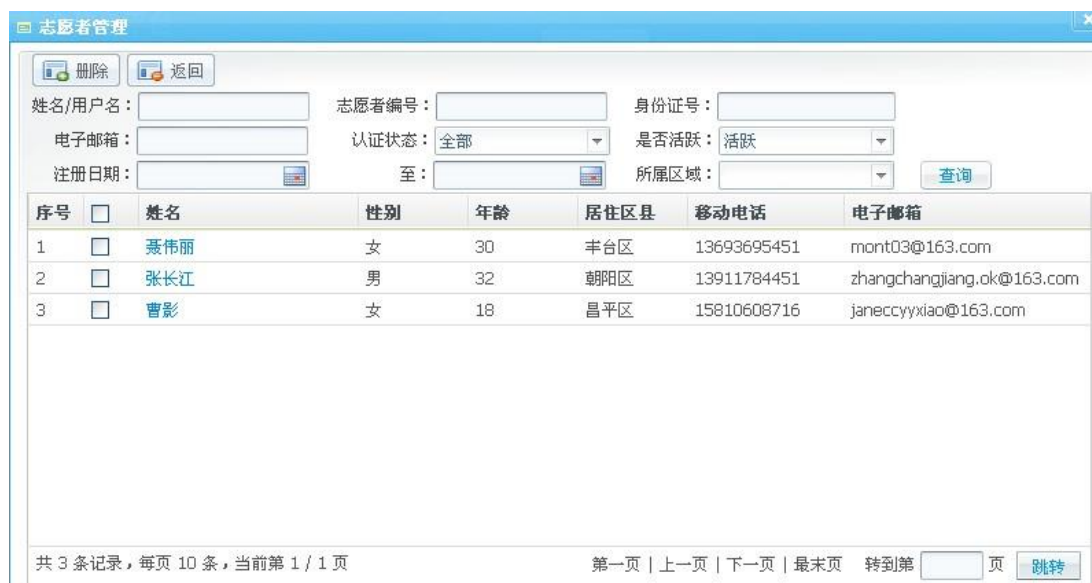 志愿者管理
删除 返回
姓名/用户名： 志愿者编号： 身份证号：
电子邮箱： 认证状态： 全部 是否活跃： 活跃
注册日期： 至： 所属区域： 查询
序号 姓名 性别 年龄 居住区县 移动电话 电子邮箱
1 聂伟丽 女 30 丰台区 13693695451 mont03@163.com
2 张长江 男 32 朝阳区 13911784451 zhangchangjiang.ok@163.com
3 曹影 女 18 昌平区 15810608716 janeccyyxiao@163.com
共 3 条记录，每页 10 条，当前第 1 / 1 页 第一页 | 上一页 | 下一页 | 最末页 转到第 页 跳转